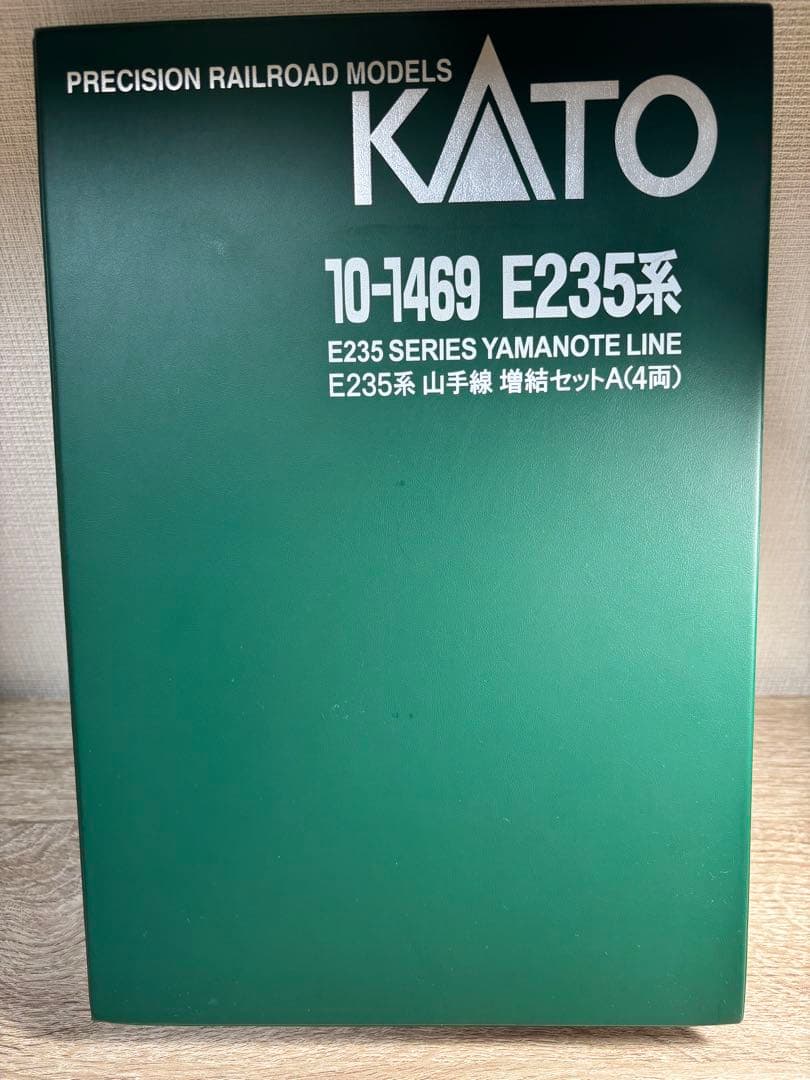 PRECISION RAILROAD MODELS
KATO
10-1469 E235系
E235 SERIES YAMANOTE LINE
E235系 山手線 増結セットA(4両)